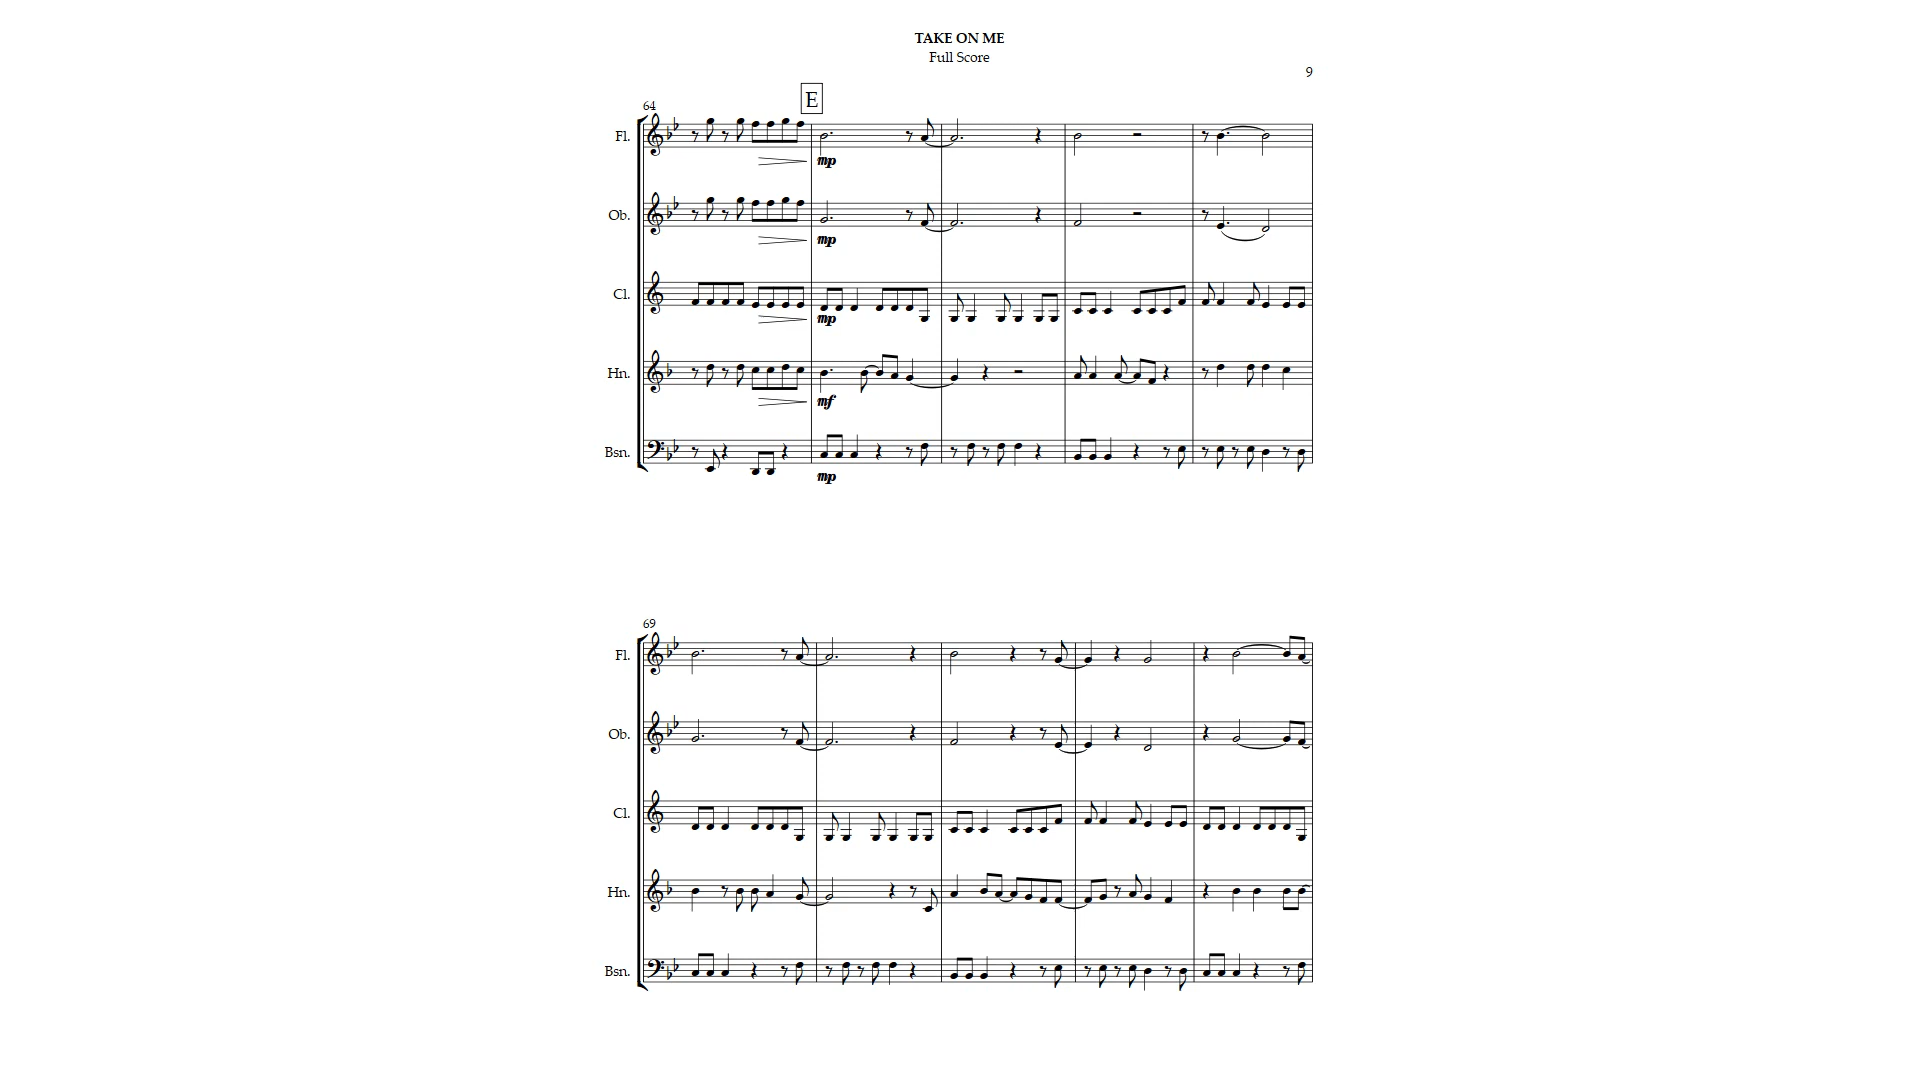 TAKE ON ME
Full Score
9
E
64
Fl.
mp
Ob.
mp
Cl.
mp
Hn.
mf
Bsn.
mp
69
Fl.
Ob.
Cl.
Hn.
Bsn.